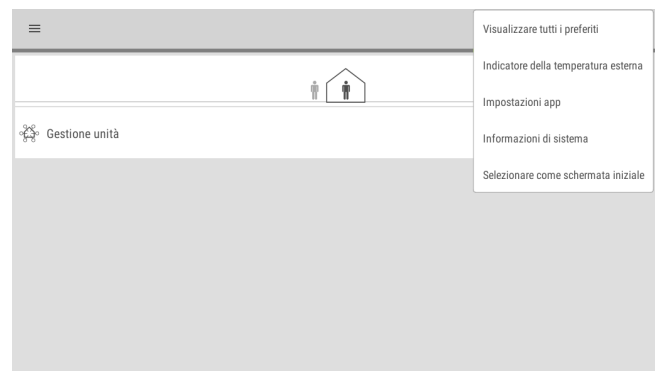 Visualizzare tutti i preferiti
Indicatore della temperatura esterna
Impostazioni app
Informazioni di sistema
Selezionare come schermata iniziale
Gestione unità